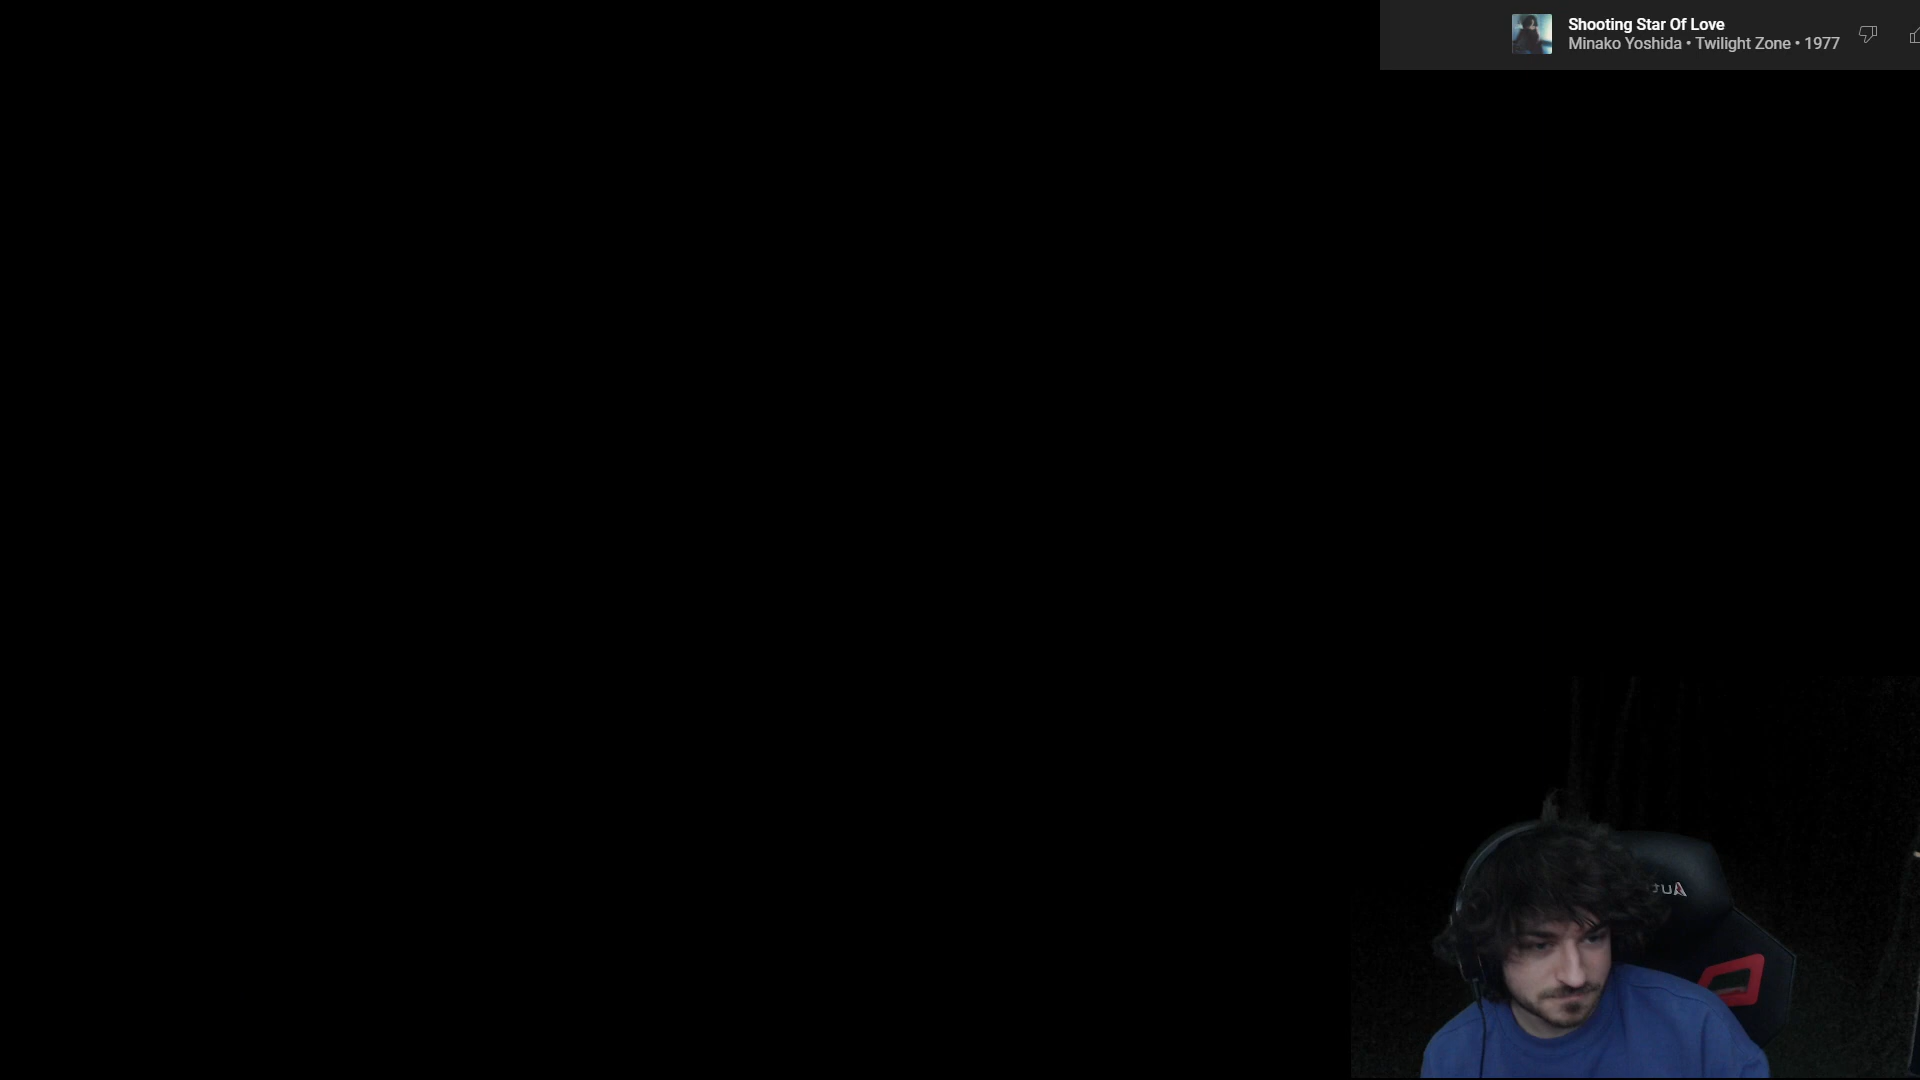 Shooting Star Of Love
Minako Yoshida • Twilight Zone • 1977